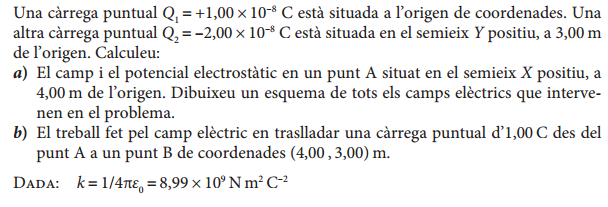 Una càrrega puntual Q₁ = +1,00 × 10⁻⁸ C està situada a l’origen de coordenades. Una
altra càrrega puntual Q₂ = –2,00 × 10⁻⁸ C està situada en el semieix Y positiu, a 3,00 m
de l’origen. Calculeu:
a) El camp i el potencial electrostàtic en un punt A situat en el semieix X positiu, a
4,00 m de l’origen. Dibuixeu un esquema de tots els camps elèctrics que interve-
nen en el problema.
b) El treball fet pel camp elèctric en traslladar una càrrega puntual d’1,00 C des del
punt A a un punt B de coordenades (4,00 , 3,00) m.
DADA: k = 1/4πε₀ = 8,99 × 10⁹ N m² C⁻²